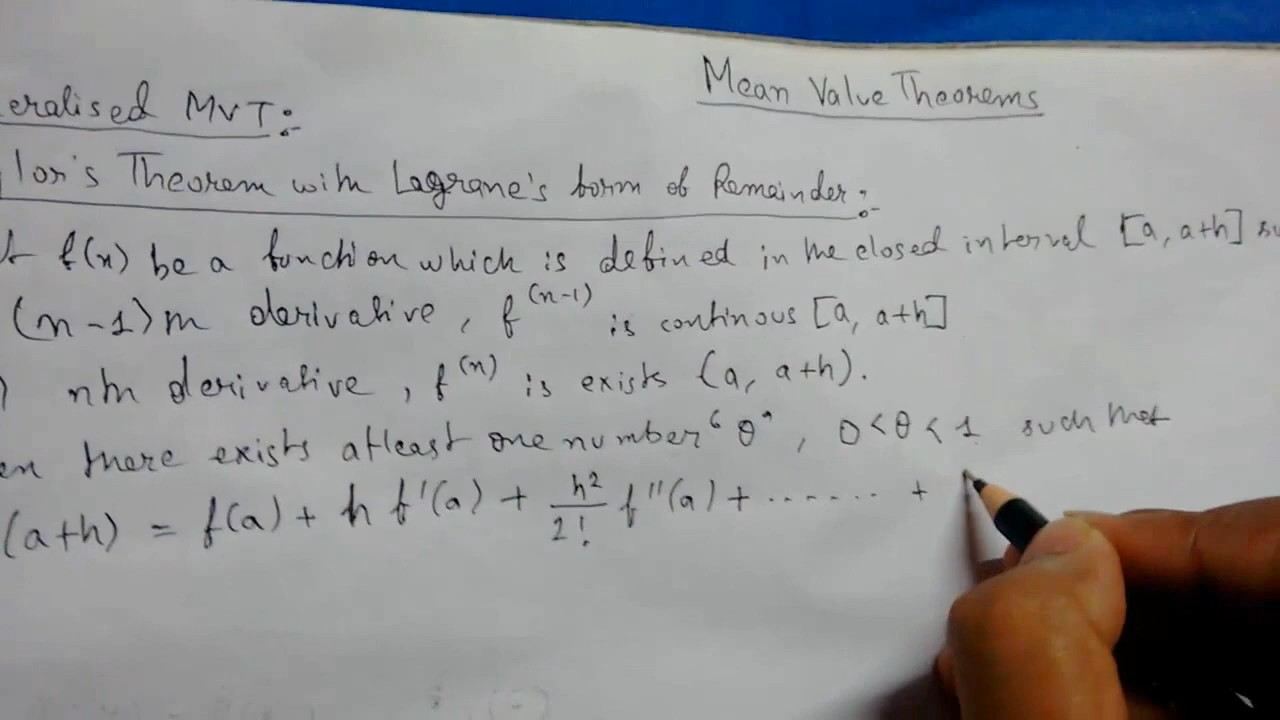 Mean Value Theorems
eralised MVT:-
lor's Theorem with Lagrane's form of Remainder:-
f(x) be a function which is defined in the closed interval [a, a+h] su
(n-1)th derivative, f^(n-1) is continous [a, a+h]
) nth derivative, f^(n) is exists (a, a+h).
en there exists atleast one number "θ", 0<θ<1 such that
(a+h) = f(a) + h f'(a) + h²/2! f''(a) + ....... +